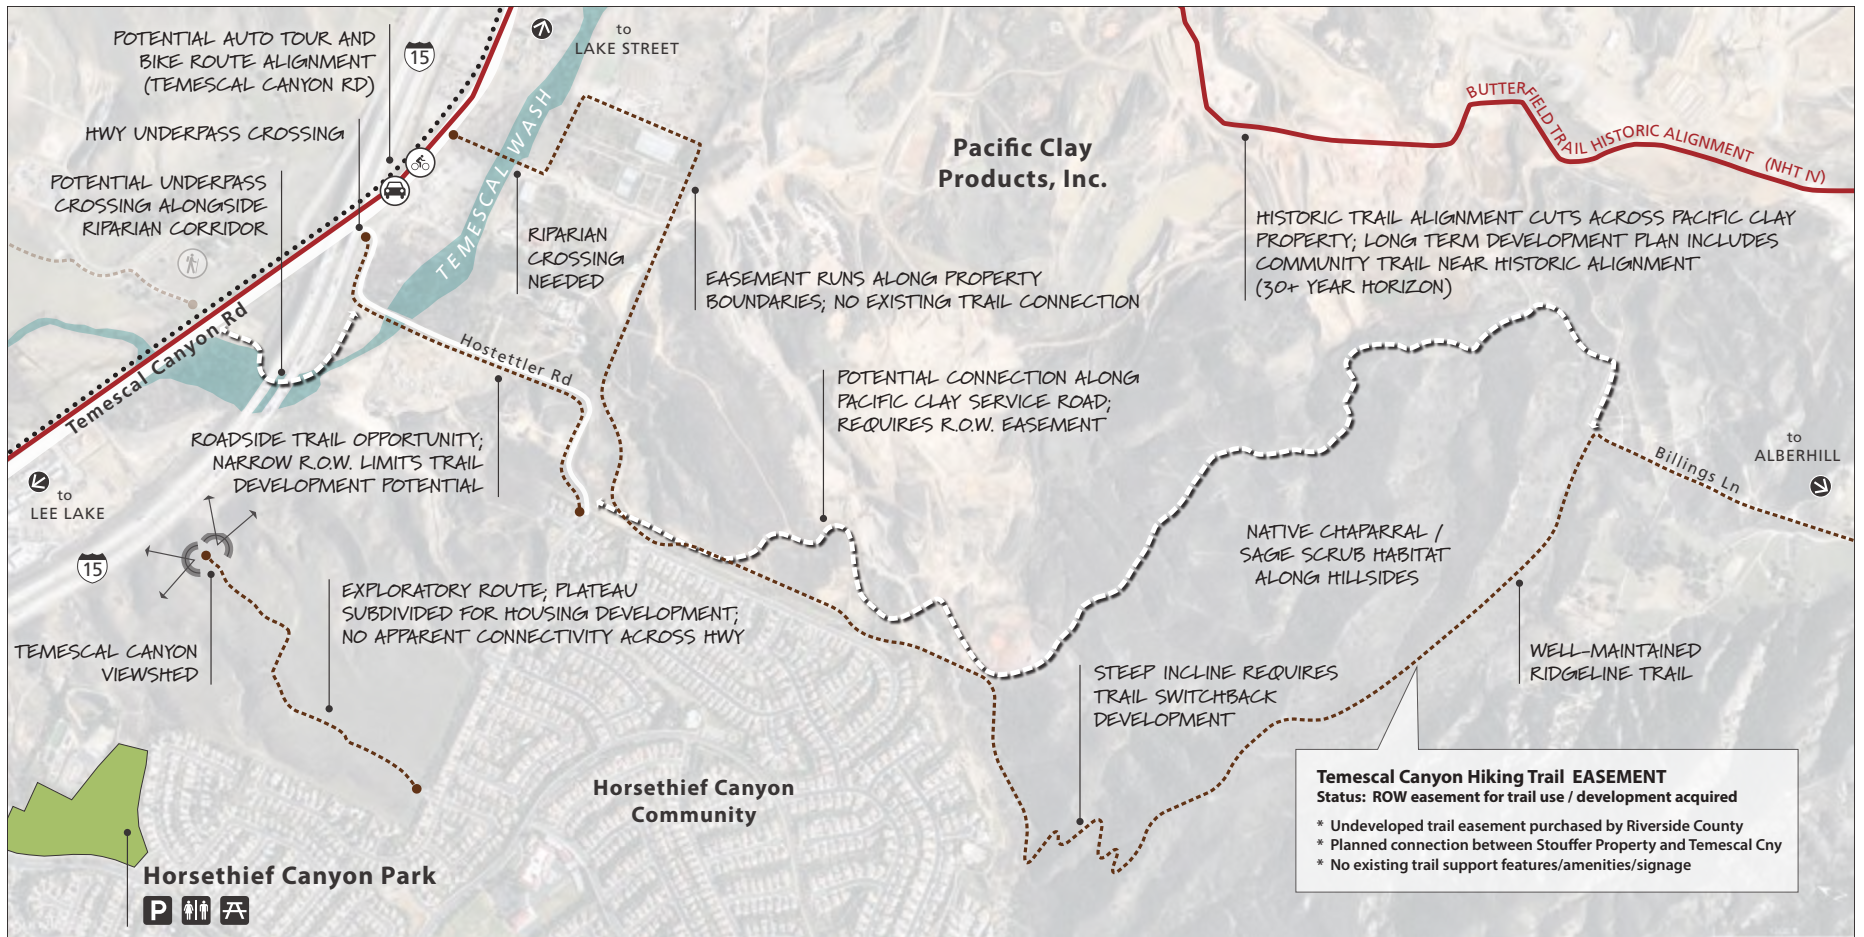 POTENTIAL AUTO TOUR AND
BIKE ROUTE ALIGNMENT
(TEMESCAL CANYON RD)
15
to
LAKE STREET
HWY UNDERPASS CROSSING
POTENTIAL UNDERPASS
CROSSING ALONGSIDE
RIPARIAN CORRIDOR
TEMESCAL WASH
RIPARIAN
CROSSING
NEEDED
EASEMENT RUNS ALONG PROPERTY
BOUNDARIES; NO EXISTING TRAIL CONNECTION
Pacific Clay
Products, Inc.
BUTTERFIELD TRAIL HISTORIC ALIGNMENT (NHT IV)
HISTORIC TRAIL ALIGNMENT CUTS ACROSS PACIFIC CLAY
PROPERTY; LONG TERM DEVELOPMENT PLAN INCLUDES
COMMUNITY TRAIL NEAR HISTORIC ALIGNMENT
(30+ YEAR HORIZON)
Temescal Canyon Rd
Hostettler Rd
POTENTIAL CONNECTION ALONG
PACIFIC CLAY SERVICE ROAD;
REQUIRES R.O.W. EASEMENT
ROADSIDE TRAIL OPPORTUNITY;
NARROW R.O.W. LIMITS TRAIL
DEVELOPMENT POTENTIAL
to
LEE LAKE
15
Billings Ln
to
ALBERHILL
NATIVE CHAPARRAL /
SAGE SCRUB HABITAT
ALONG HILLSIDES
EXPLORATORY ROUTE; PLATEAU
SUBDIVIDED FOR HOUSING DEVELOPMENT;
NO APPARENT CONNECTIVITY ACROSS HWY
TEMESCAL CANYON
VIEWSHED
STEEP INCLINE REQUIRES
TRAIL SWITCHBACK
DEVELOPMENT
WELL-MAINTAINED
RIDGELINE TRAIL
Temescal Canyon Hiking Trail EASEMENT
Status: ROW easement for trail use / development acquired
* Undeveloped trail easement purchased by Riverside County
* Planned connection between Stouffer Property and Temescal Cny
* No existing trail support features/amenities/signage
Horsethief Canyon
Community
Horsethief Canyon Park
P